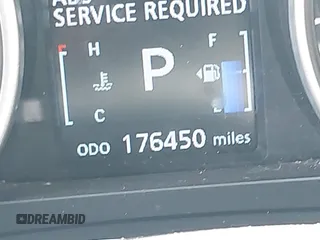 SERVICE REQUIRED
H F
P
C
ODO 176450 miles
DREAMBID